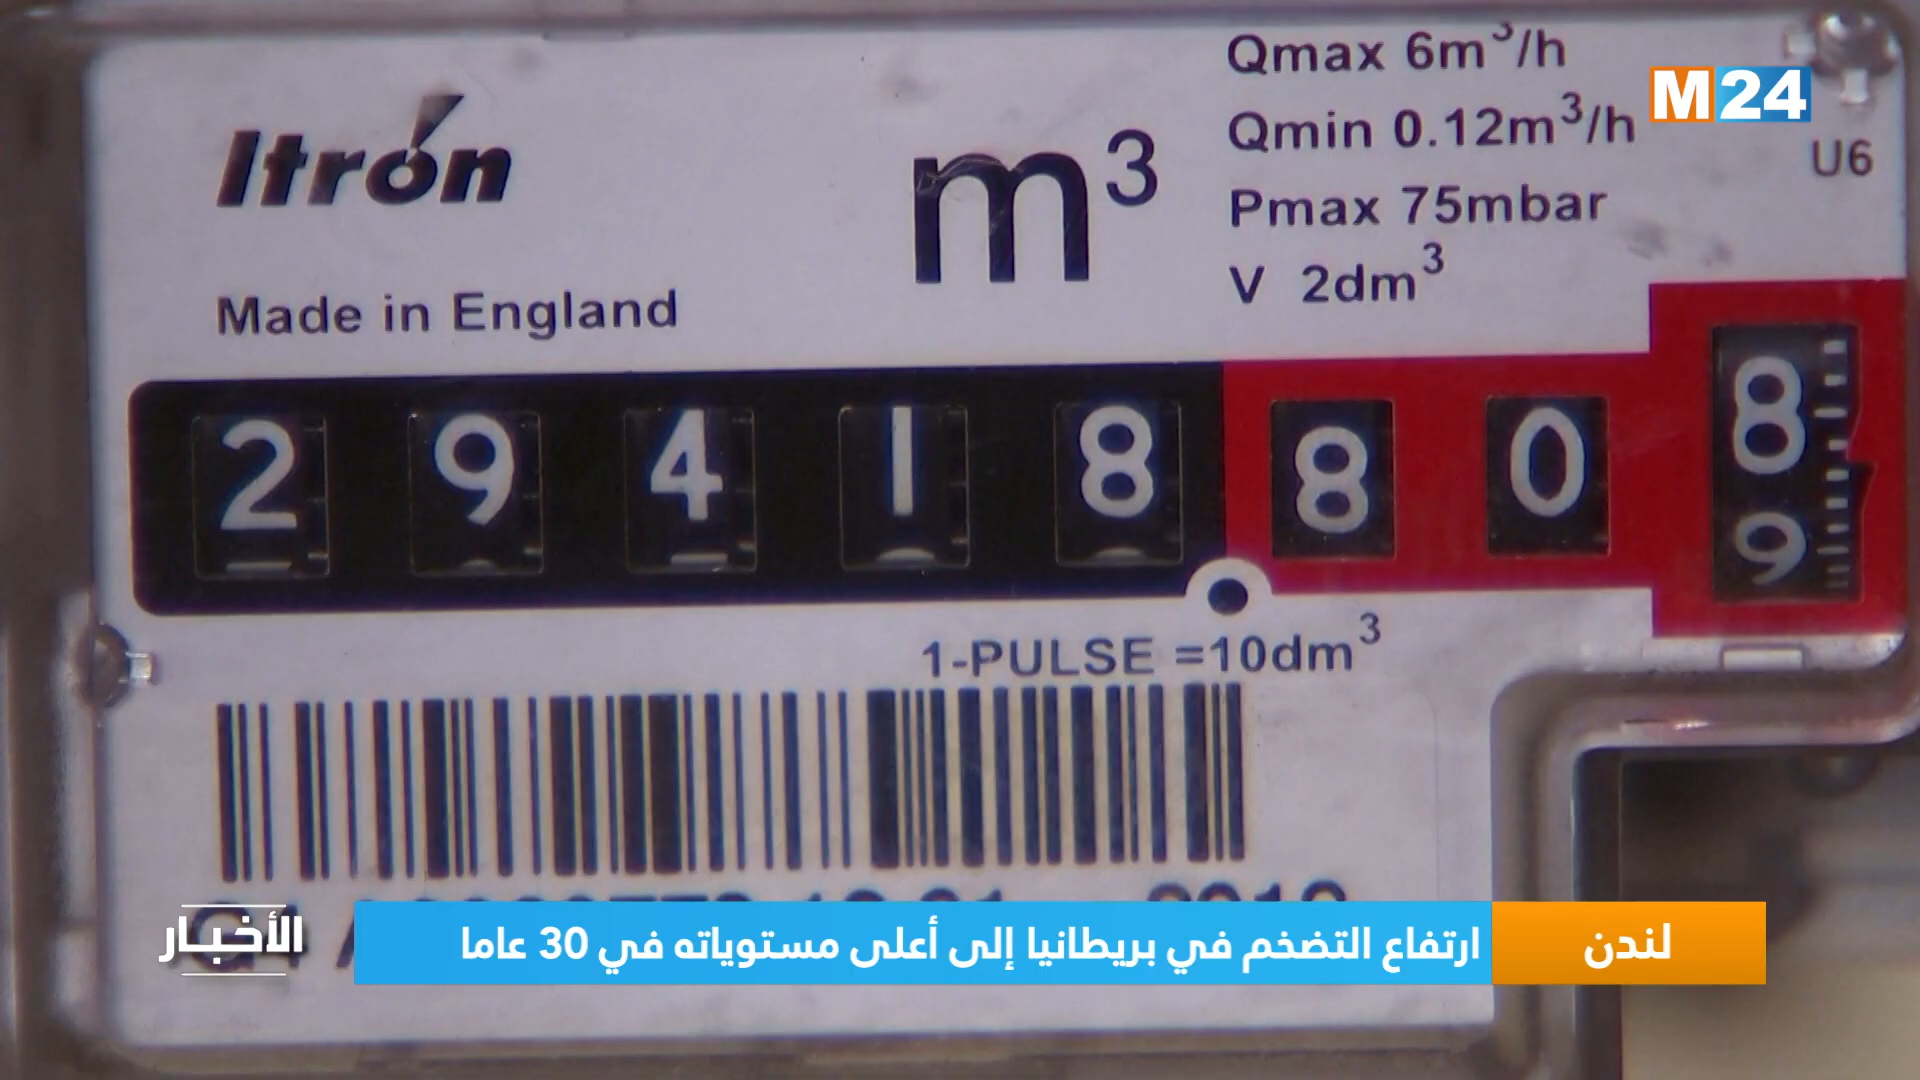 Qmax 6m³/h
M24
Itrón
m³
Qmin 0.12m³/h
U6
Pmax 75mbar
V 2dm³
Made in England
2 9 4 1 8 8 0 8
9
1-PULSE =10dm³
لندن
ارتفاع التضخم في بريطانيا إلى أعلى مستوياته في 30 عاما
الأخبار